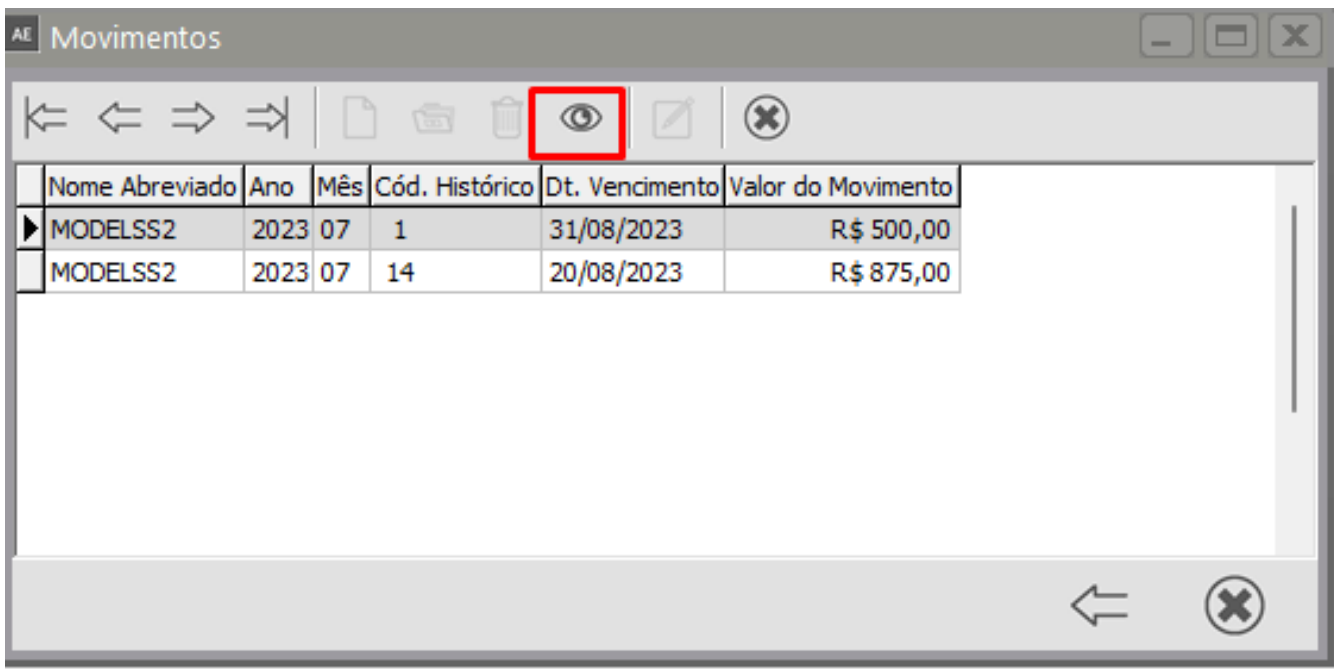 AE Movimentos
Nome Abreviado Ano Mês Cód. Histórico Dt. Vencimento Valor do Movimento
MODELSS2 2023 07 1 31/08/2023 R$ 500,00
MODELSS2 2023 07 14 20/08/2023 R$ 875,00